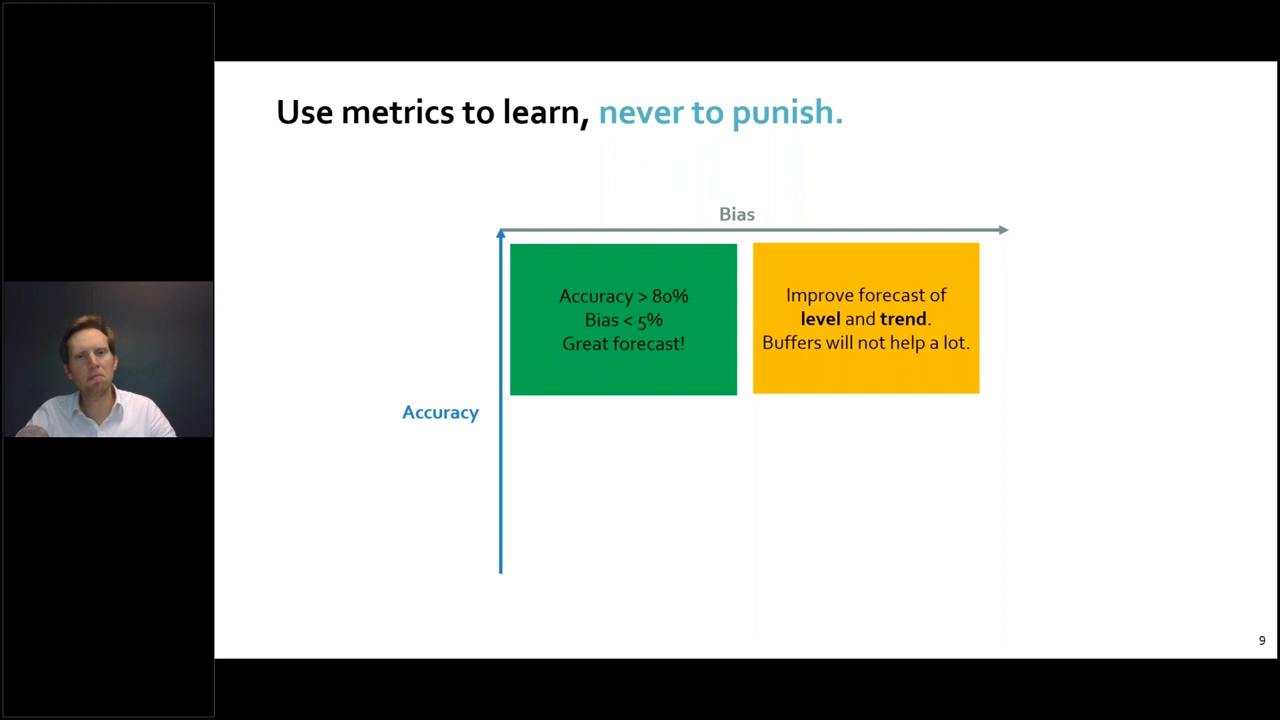 Use metrics to learn, never to punish.
Bias
Accuracy > 80%
Bias < 5%
Great forecast!
Improve forecast of
level and trend.
Buffers will not help a lot.
Accuracy
9